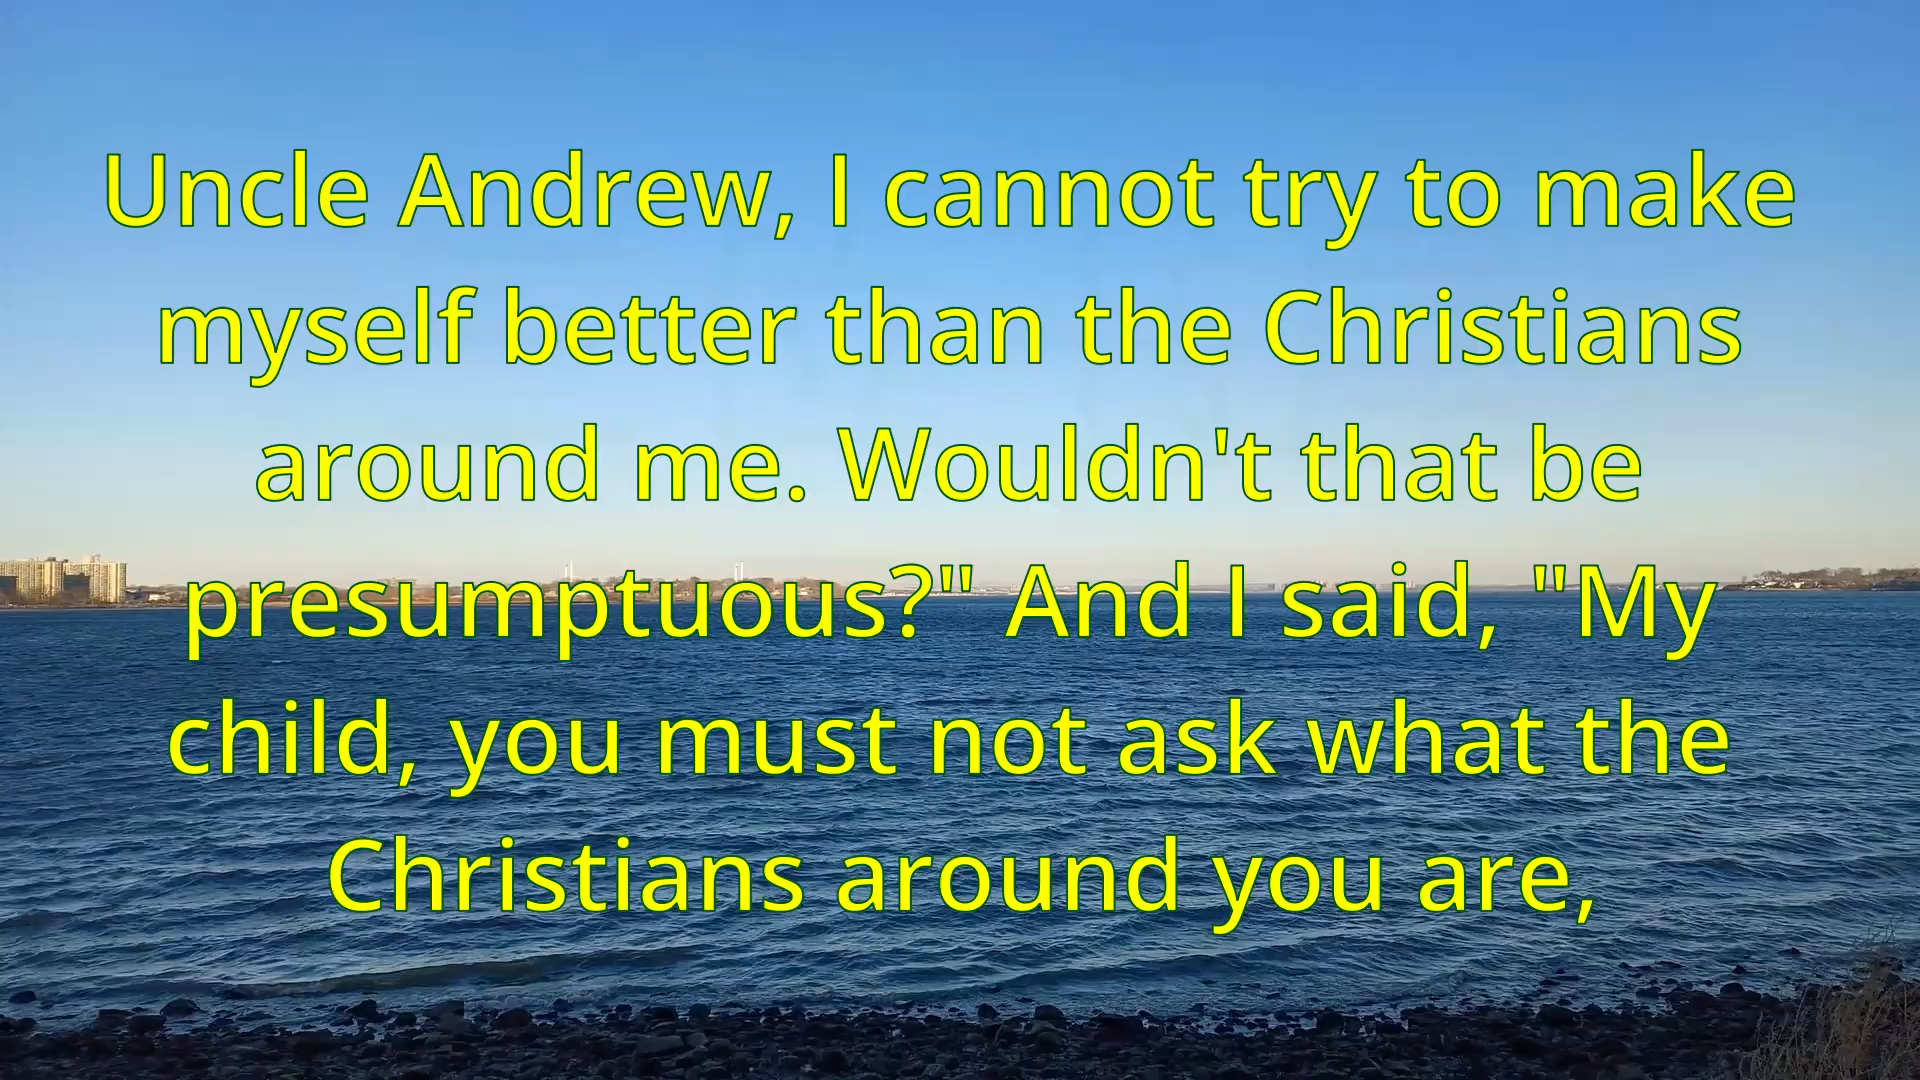 Uncle Andrew, I cannot try to make
myself better than the Christians
around me. Wouldn't that be
presumptuous?" And I said, "My
child, you must not ask what the
Christians around you are,